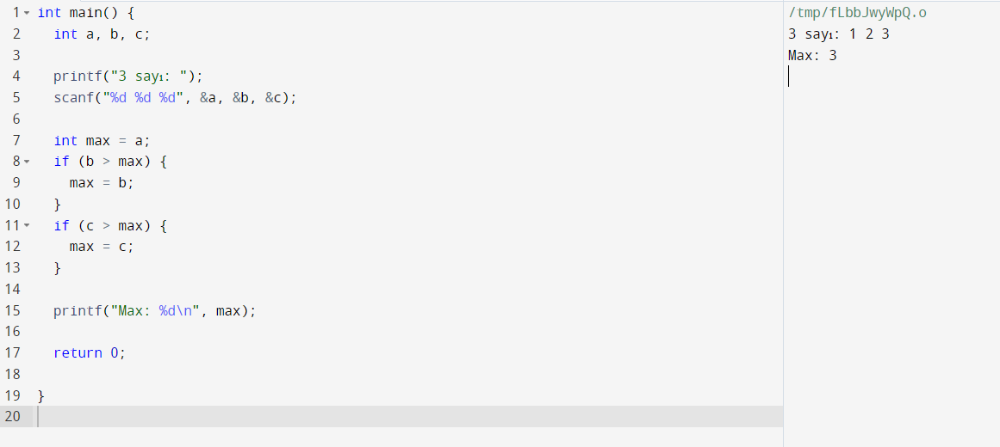 1 int main() {
2 int a, b, c;
3
4 printf("3 sayı: ");
5 scanf("%d %d %d", &a, &b, &c);
6
7 int max = a;
8 if (b > max) {
9 max = b;
10 }
11 if (c > max) {
12 max = c;
13 }
14
15 printf("Max: %d\n", max);
16
17 return 0;
18
19 }
20
/tmp/fLbbJwyWpQ.o
3 sayı: 1 2 3
Max: 3